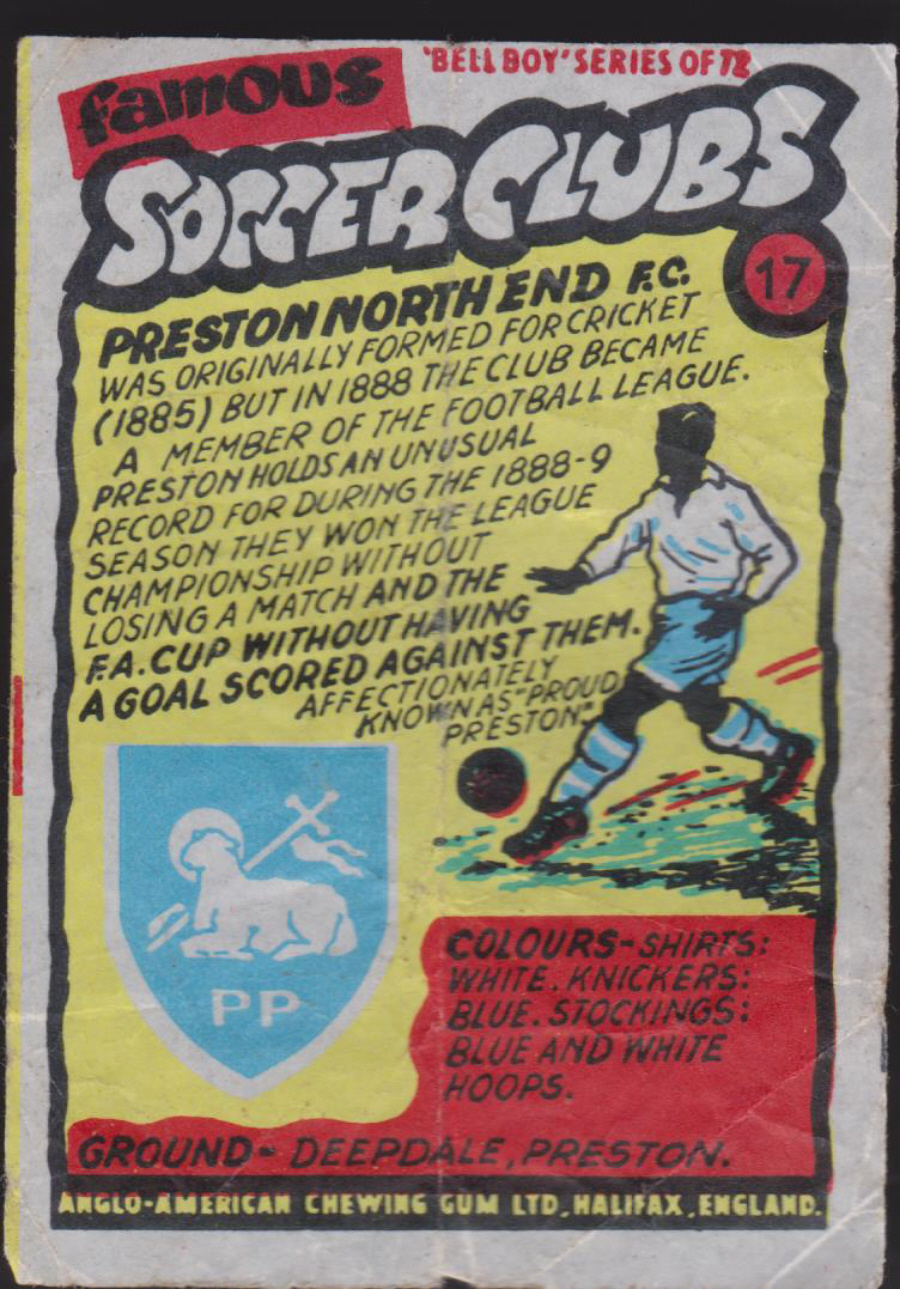 famous
'BELL BOY' SERIES OF 72
SOCCER CLUBS
17
PRESTON NORTH END F.C.
WAS ORIGINALLY FORMED FOR CRICKET
(1885) BUT IN 1888 THE CLUB BECAME
A MEMBER OF THE FOOTBALL LEAGUE.
PRESTON HOLDS AN UNUSUAL
RECORD FOR DURING THE 1888-9
SEASON THEY WON THE LEAGUE
CHAMPIONSHIP WITHOUT
LOSING A MATCH AND THE
F.A. CUP WITHOUT HAVING
A GOAL SCORED AGAINST THEM.
AFFECTIONATELY
KNOWN AS "PROUD
PRESTON".
PP
COLOURS- SHIRTS:
WHITE. KNICKERS:
BLUE. STOCKINGS:
BLUE AND WHITE
HOOPS.
GROUND- DEEPDALE, PRESTON.
ANGLO-AMERICAN CHEWING GUM LTD, HALIFAX, ENGLAND.